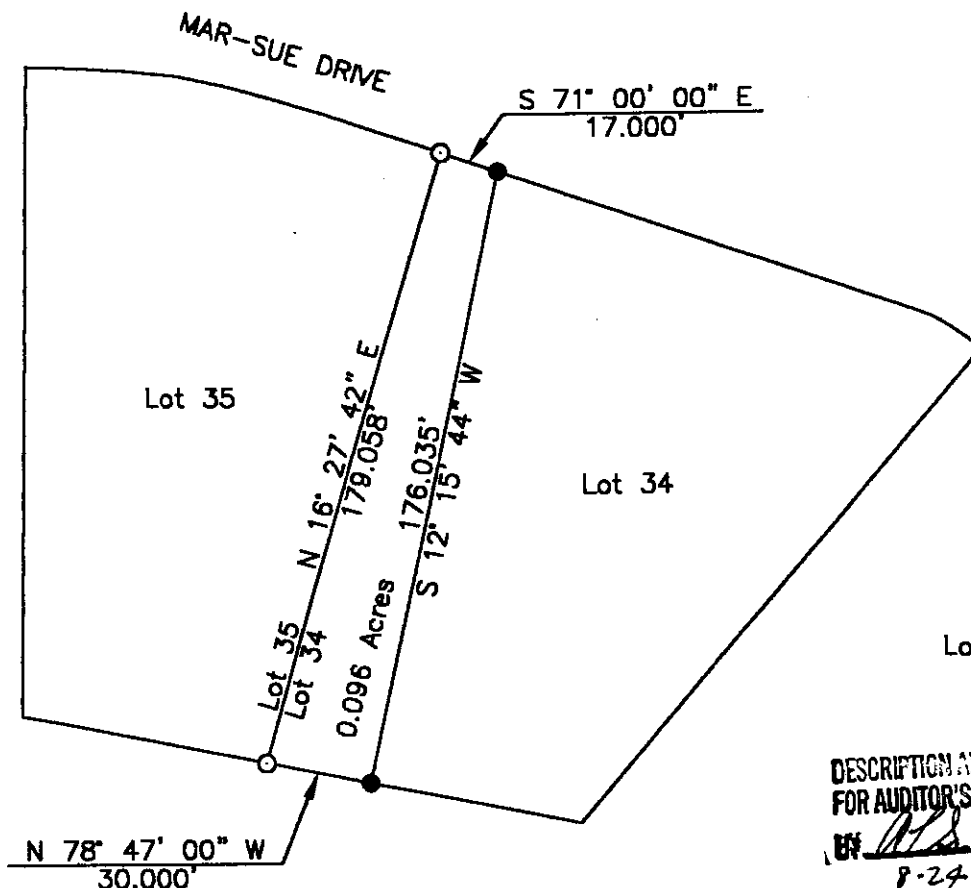 MAR-SUE DRIVE
S 71° 00' 00" E
17.000'
Lot 35
N 16° 27' 42" E
179.058'
176.035'
S 12° 15' 44" W
Lot 34
Lot 35
Lot 34
0.096 Acres
N 78° 47' 00" W
30.000'
DESCRIPTION
FOR AUDITOR'S
BY
8-24